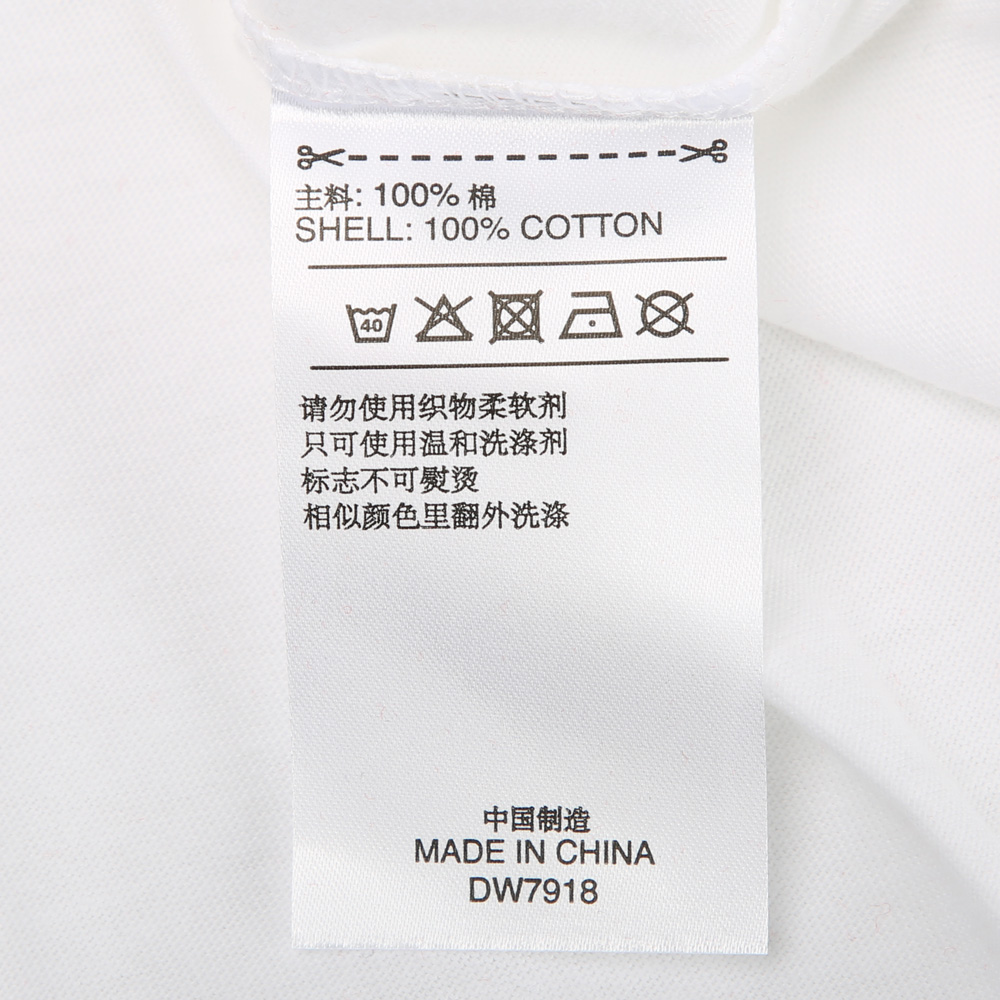 主料: 100% 棉
SHELL: 100% COTTON
40
请勿使用织物柔软剂
只可使用温和洗涤剂
标志不可熨烫
相似颜色里翻外洗涤
中国制造
MADE IN CHINA
DW7918